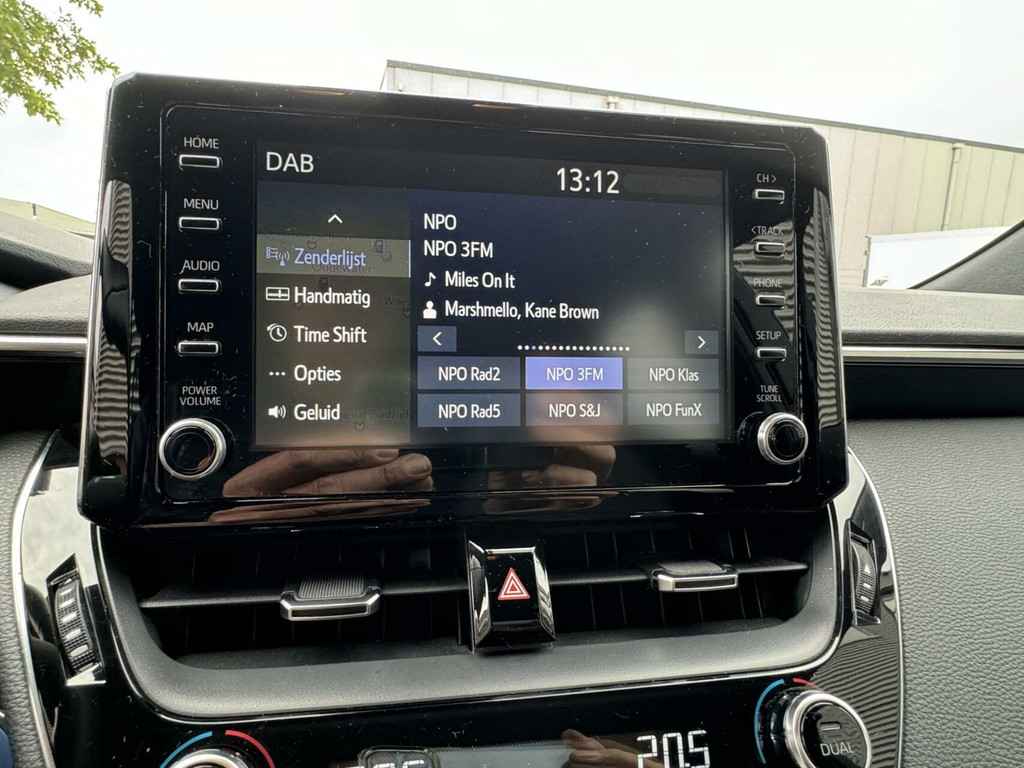 HOME
MENU
AUDIO
MAP
POWER
VOLUME
DAB
13:12
Zenderlijst
Handmatig
Time Shift
Opties
Geluid
NPO
NPO 3FM
Miles On It
Marshmello, Kane Brown
NPO Rad2
NPO 3FM
NPO Klas
NPO Rad5
NPO S&J
NPO FunX
CH >
< TRACK
PHONE
SETUP
TUNE
SCROLL
20.5
DUAL